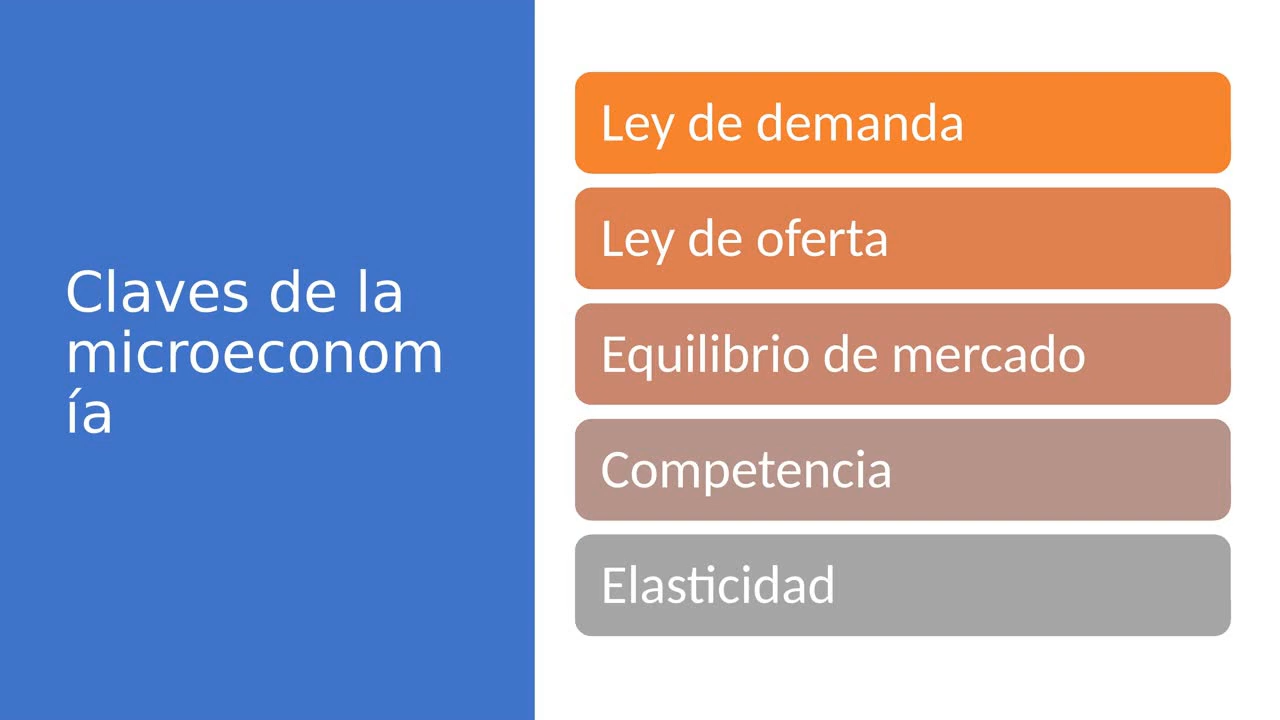 Claves de la
microeconom
ía
Ley de demanda
Ley de oferta
Equilibrio de mercado
Competencia
Elasticidad